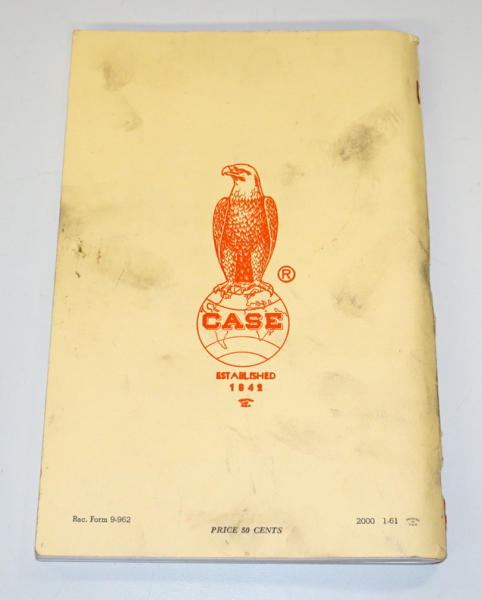 ®
CASE
ESTABLISHED
1842
Rac. Form 9-962
2000 1-61
PRICE 50 CENTS